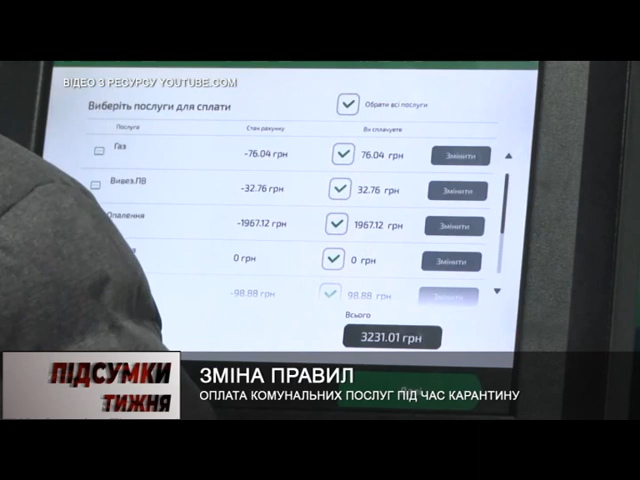 ВІДЕО З РЕСУРСУ YOUTUBE.COM
Виберіть послуги для сплати
Обрати всі послуги
Послуга Стан рахунку Ви сплачуєте
Газ -76.04 грн 76.04 грн Змінити
Вивез.ПВ -32.76 грн 32.76 грн Змінити
Опалення -1967.12 грн 1967.12 грн Змінити
0 грн 0 грн Змінити
-98.88 грн 98.88 грн Змінити
Всього
3231.01 грн
ПІДСУМКИ
ТИЖНЯ
ЗМІНА ПРАВИЛ
ОПЛАТА КОМУНАЛЬНИХ ПОСЛУГ ПІД ЧАС КАРАНТИНУ